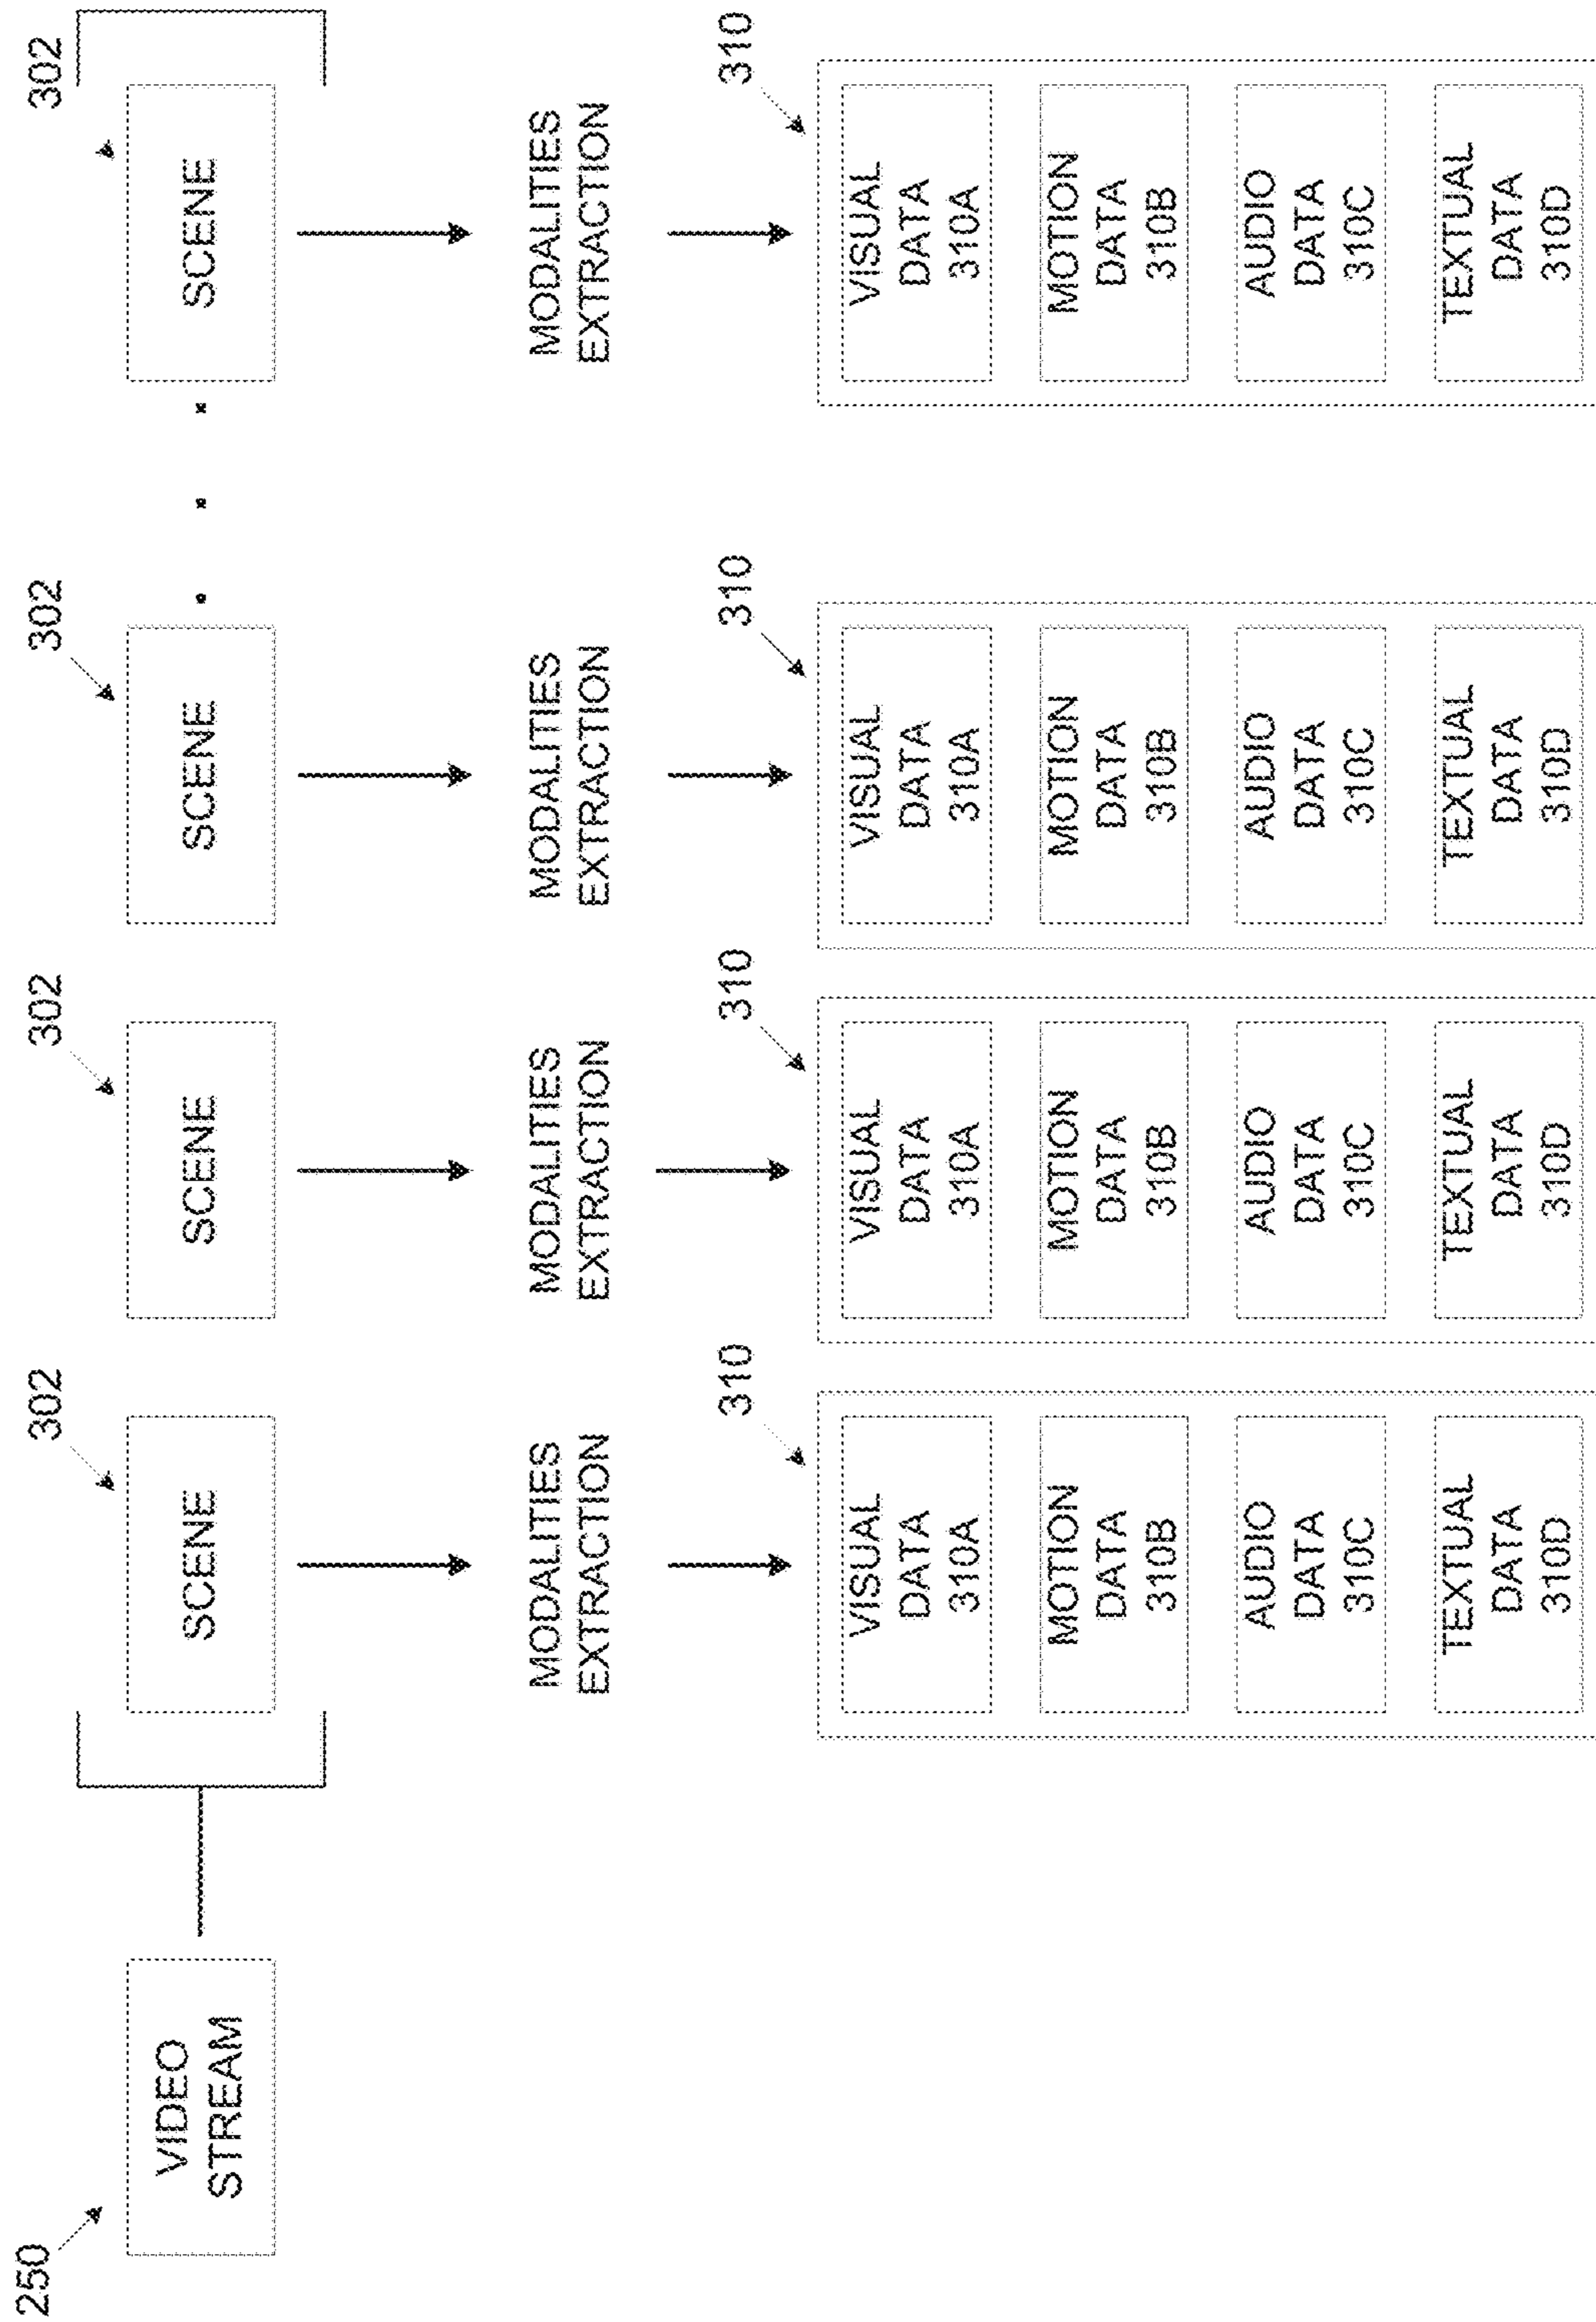 250
VIDEO
STREAM
302
SCENE
302
SCENE
302
SCENE
302
SCENE
MODALITIES
EXTRACTION
MODALITIES
EXTRACTION
MODALITIES
EXTRACTION
MODALITIES
EXTRACTION
310
VISUAL
DATA
310A
MOTION
DATA
310B
AUDIO
DATA
310C
TEXTUAL
DATA
310D
310
VISUAL
DATA
310A
MOTION
DATA
310B
AUDIO
DATA
310C
TEXTUAL
DATA
310D
310
VISUAL
DATA
310A
MOTION
DATA
310B
AUDIO
DATA
310C
TEXTUAL
DATA
310D
310
VISUAL
DATA
310A
MOTION
DATA
310B
AUDIO
DATA
310C
TEXTUAL
DATA
310D